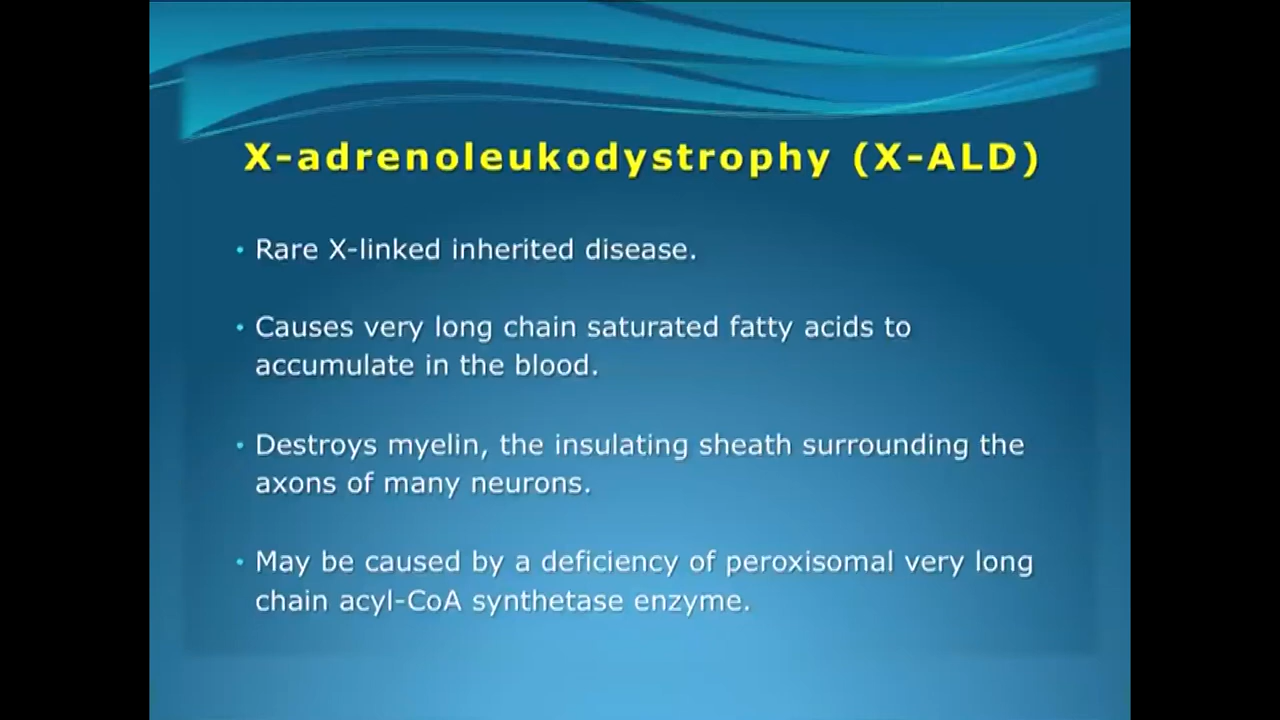 X-adrenoleukodystrophy (X-ALD)
• Rare X-linked inherited disease.
• Causes very long chain saturated fatty acids to
accumulate in the blood.
• Destroys myelin, the insulating sheath surrounding the
axons of many neurons.
• May be caused by a deficiency of peroxisomal very long
chain acyl-CoA synthetase enzyme.